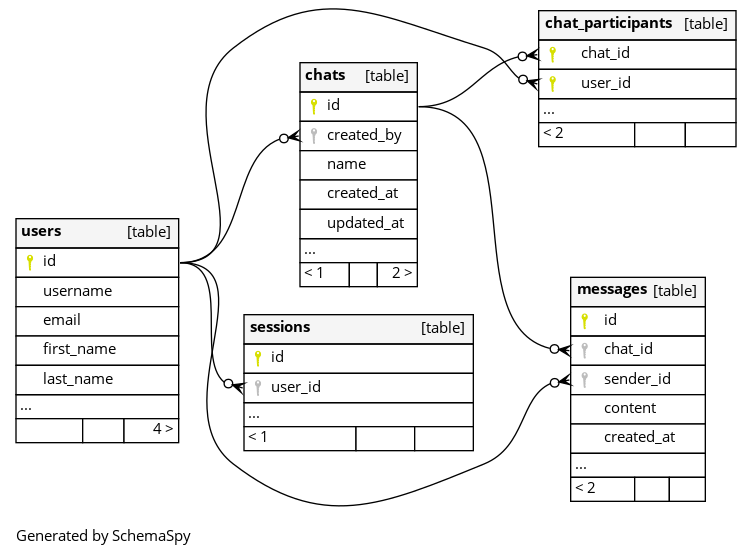 chat_participants [table]
chat_id
user_id
...
< 2
chats [table]
id
created_by
name
created_at
updated_at
...
< 1 2 >
users [table]
id
username
email
first_name
last_name
...
4 >
sessions [table]
id
user_id
...
< 1
messages [table]
id
chat_id
sender_id
content
created_at
...
< 2
Generated by SchemaSpy